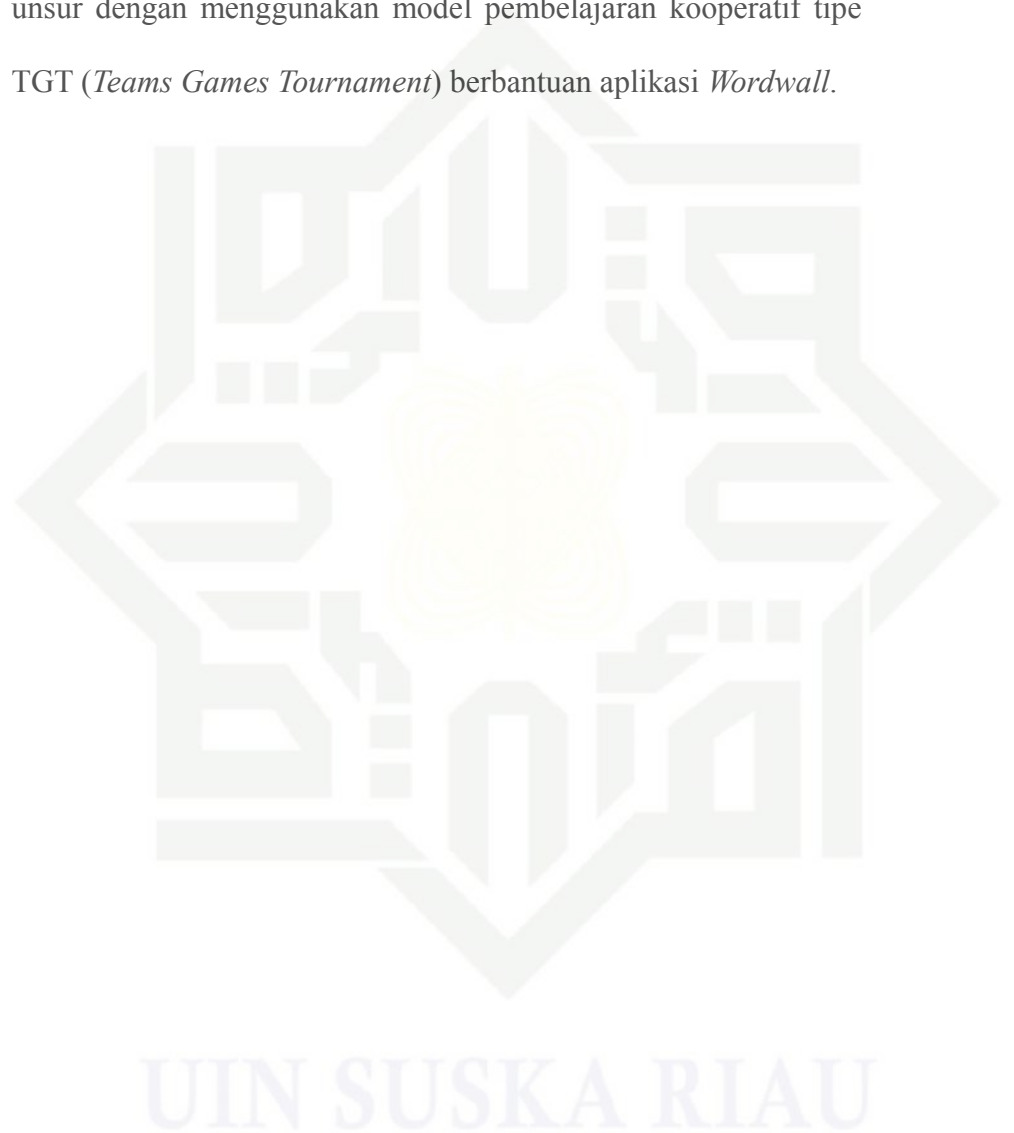 unsur dengan menggunakan model pembelajaran kooperatif tipe
TGT (Teams Games Tournament) berbantuan aplikasi Wordwall.
UIN SUSKA RIAU